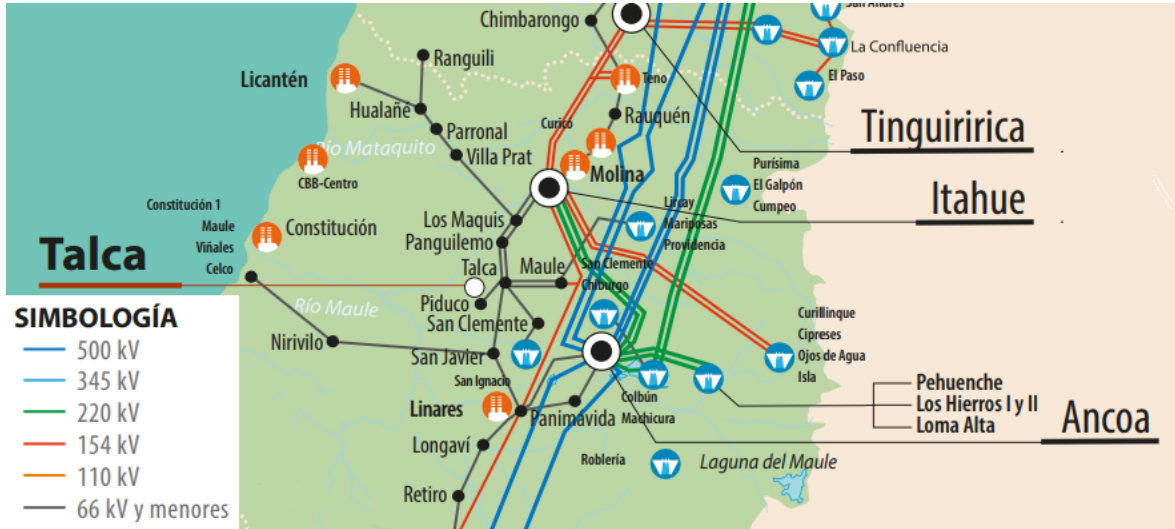 San Andrés
Chimbarongo
La Confluencia
Ranguili
Licantén
Teno
El Paso
Hualañé
Rauquén
Curicó
Parronal
Tinguiririca
Río Mataquito
Villa Prat
Molina
Purísima
El Galpón
Cumpeo
CBB-Centro
Itahue
Constitución 1
Maule
Viñales
Celco
Constitución
Los Maquis
Panguilemo
Lircay
Mariposas
Providencia
Talca
Talca
Maule
San Clemente
Chiburgo
Piduco
San Clemente
Río Maule
Nirivilo
San Javier
San Ignacio
Curillinque
Cipreses
Ojos de Agua
Isla
Pehuenche
Los Hierros I y II
Loma Alta
Colbún
Machicura
Linares
Panimavida
Ancoa
Longaví
Roblería
Laguna del Maule
Retiro
SIMBOLOGÍA
500 kV
345 kV
220 kV
154 kV
110 kV
66 kV y menores